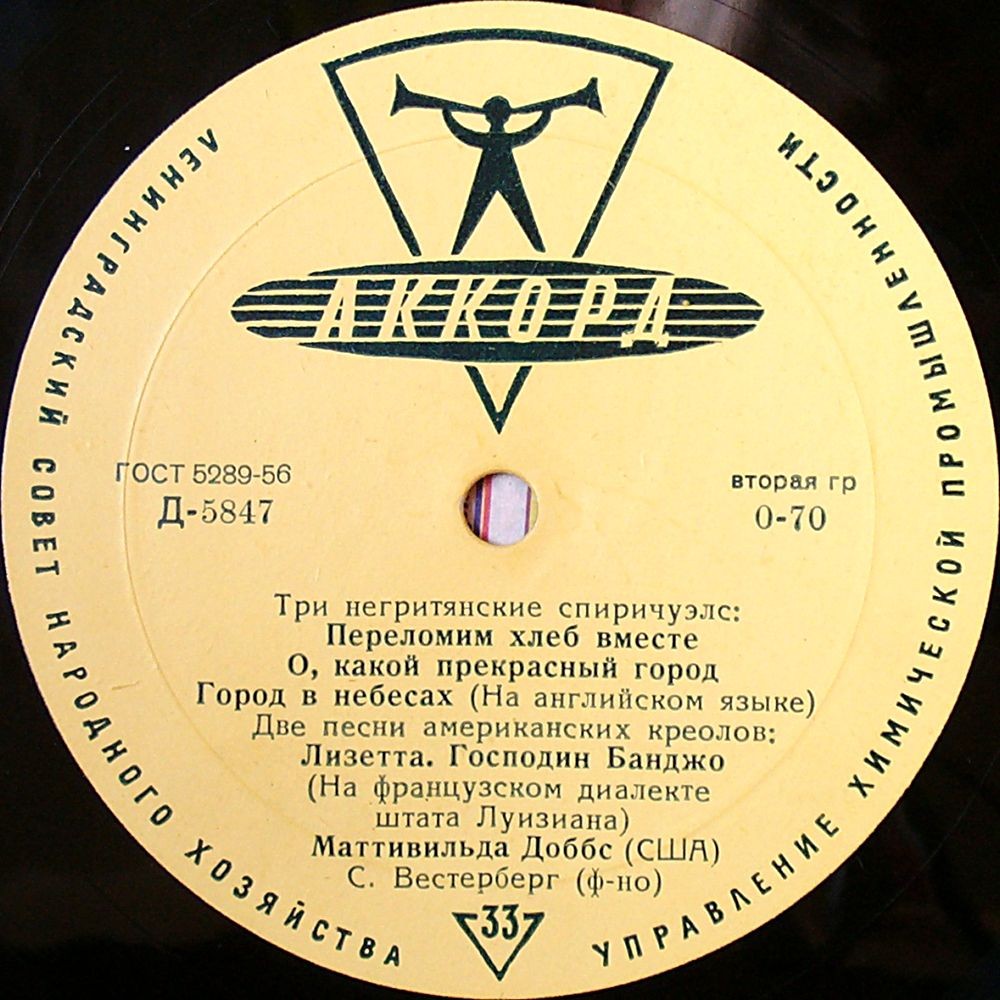 ЛЕНИНГРАДСКИЙ СОВЕТ НАРОДНОГО ХОЗЯЙСТВА
УПРАВЛЕНИЕ ХИМИЧЕСКОЙ ПРОМЫШЛЕННОСТИ
АККОРД
ГОСТ 5289-56
Д-5847
вторая гр
0-70
Три негритянские спиричуэлс:
Переломим хлеб вместе
О, какой прекрасный город
Город в небесах (На английском языке)
Две песни американских креолов:
Лизетта. Господин Банджо
(На французском диалекте
штата Луизиана)
Маттивильда Доббс (США)
С. Вестерберг (ф-но)
33